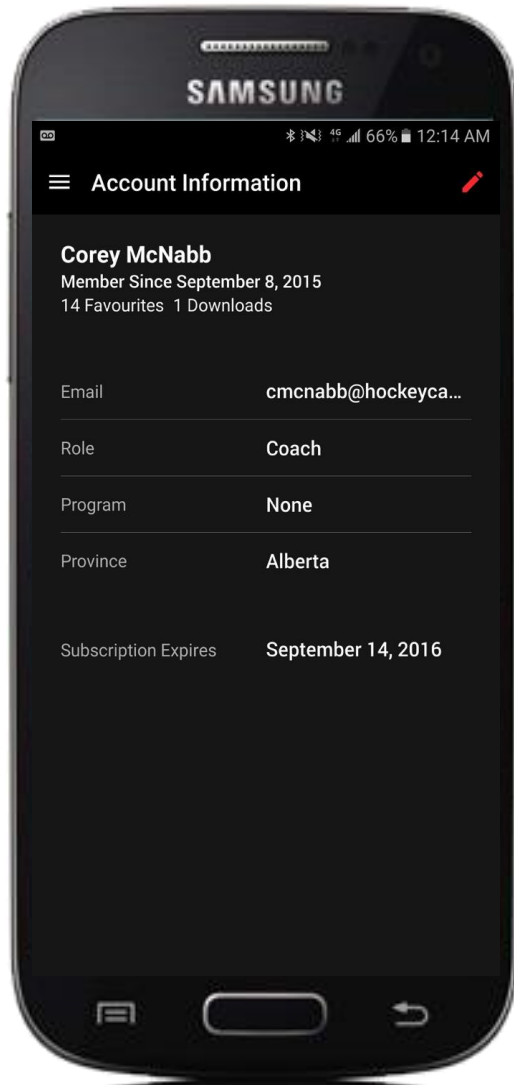 SAMSUNG
4G 66% 12:14 AM
Account Information
Corey McNabb
Member Since September 8, 2015
14 Favourites 1 Downloads
Email cmcnabb@hockeyca...
Role Coach
Program None
Province Alberta
Subscription Expires September 14, 2016